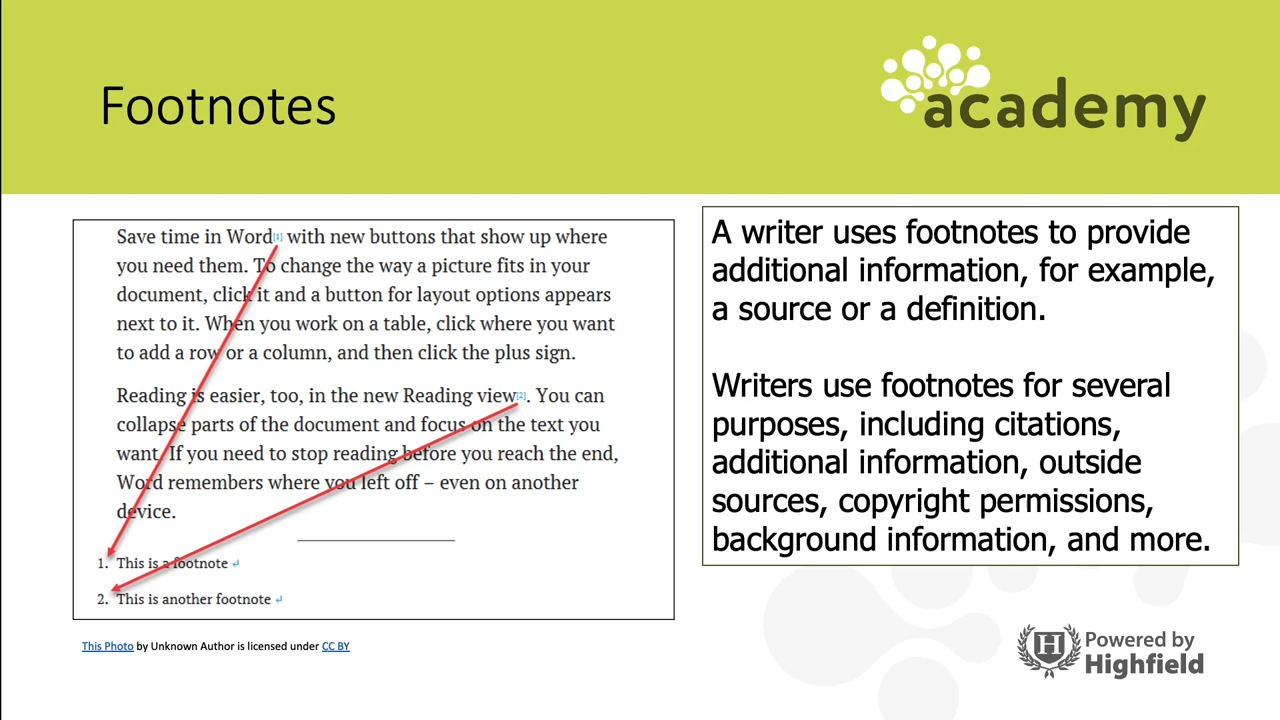 Footnotes
academy
Save time in Word[1] with new buttons that show up where
you need them. To change the way a picture fits in your
document, click it and a button for layout options appears
next to it. When you work on a table, click where you want
to add a row or a column, and then click the plus sign.
Reading is easier, too, in the new Reading view[2]. You can
collapse parts of the document and focus on the text you
want. If you need to stop reading before you reach the end,
Word remembers where you left off – even on another
device.
1. This is a footnote ↵
2. This is another footnote ↵
This Photo by Unknown Author is licensed under CC BY
A writer uses footnotes to provide
additional information, for example,
a source or a definition.
Writers use footnotes for several
purposes, including citations,
additional information, outside
sources, copyright permissions,
background information, and more.
H
Powered by
Highfield